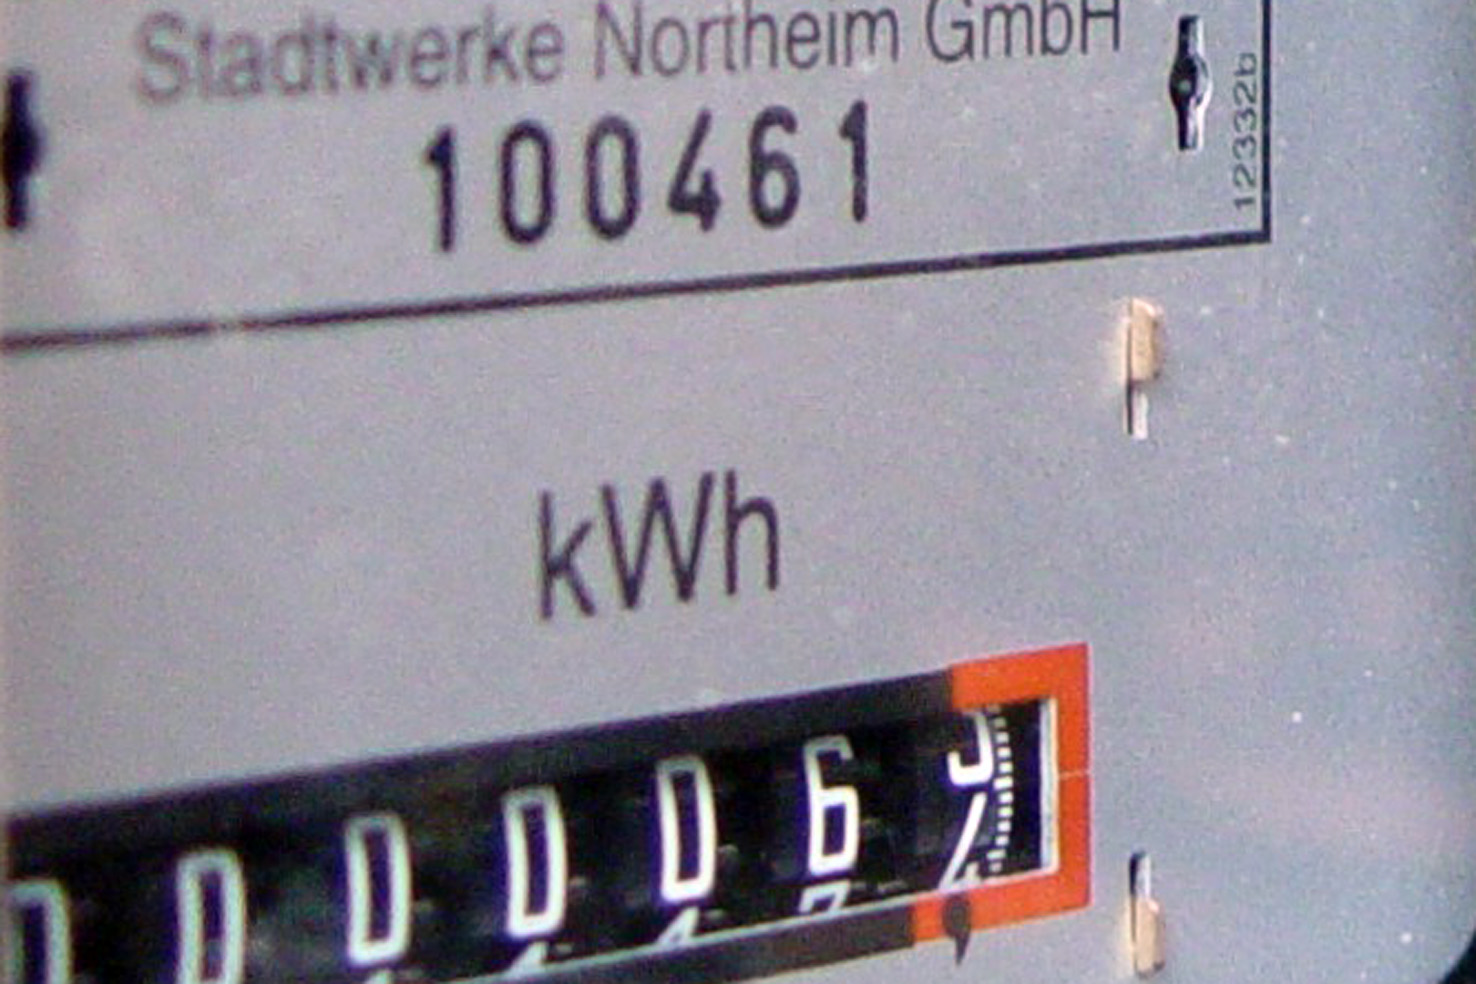 Stadtwerke Northeim GmbH
100461
12332b
kWh
000006